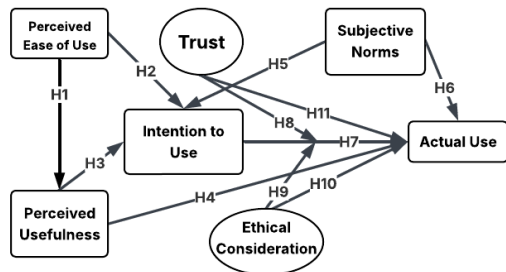 Perceived
Ease of Use
Trust
Subjective
Norms
H1
H2
H5
H6
H8
H11
Intention to
Use
H7
Actual Use
H3
H4
H9
H10
Perceived
Usefulness
Ethical
Consideration